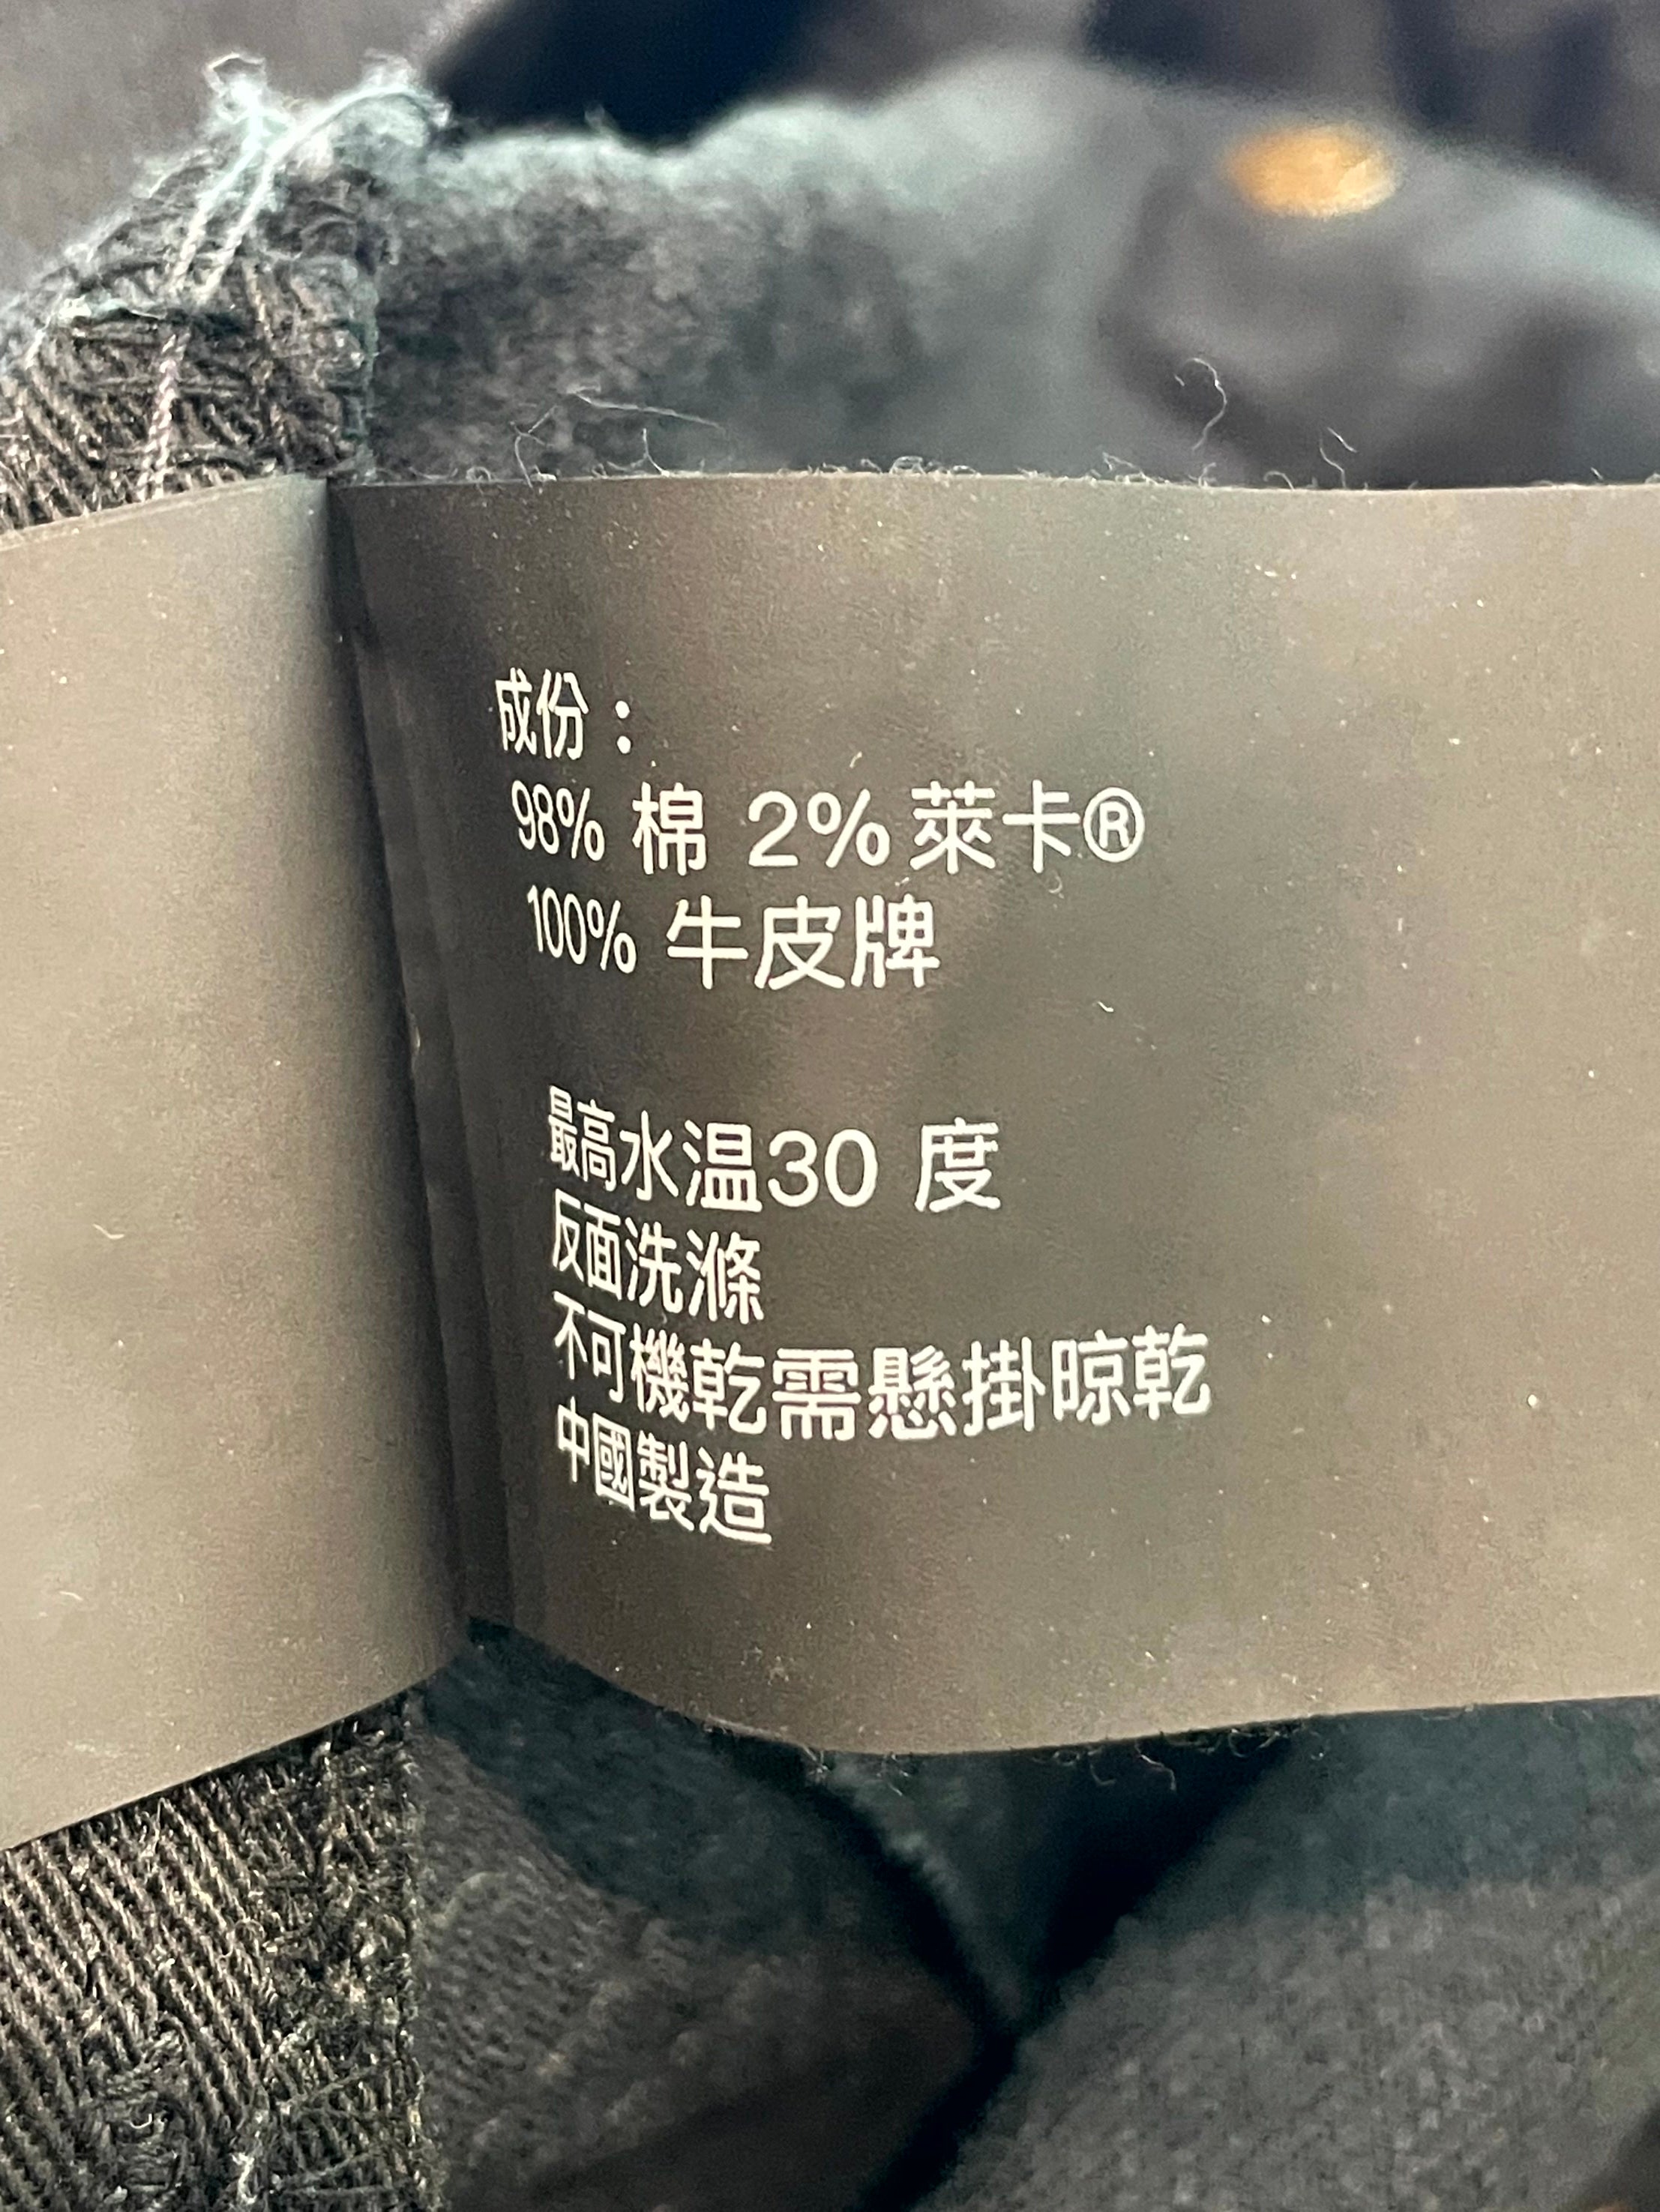 成份：
98% 棉 2%萊卡®
100% 牛皮牌
最高水温30 度
反面洗滌
不可機乾需懸掛晾乾
中國製造